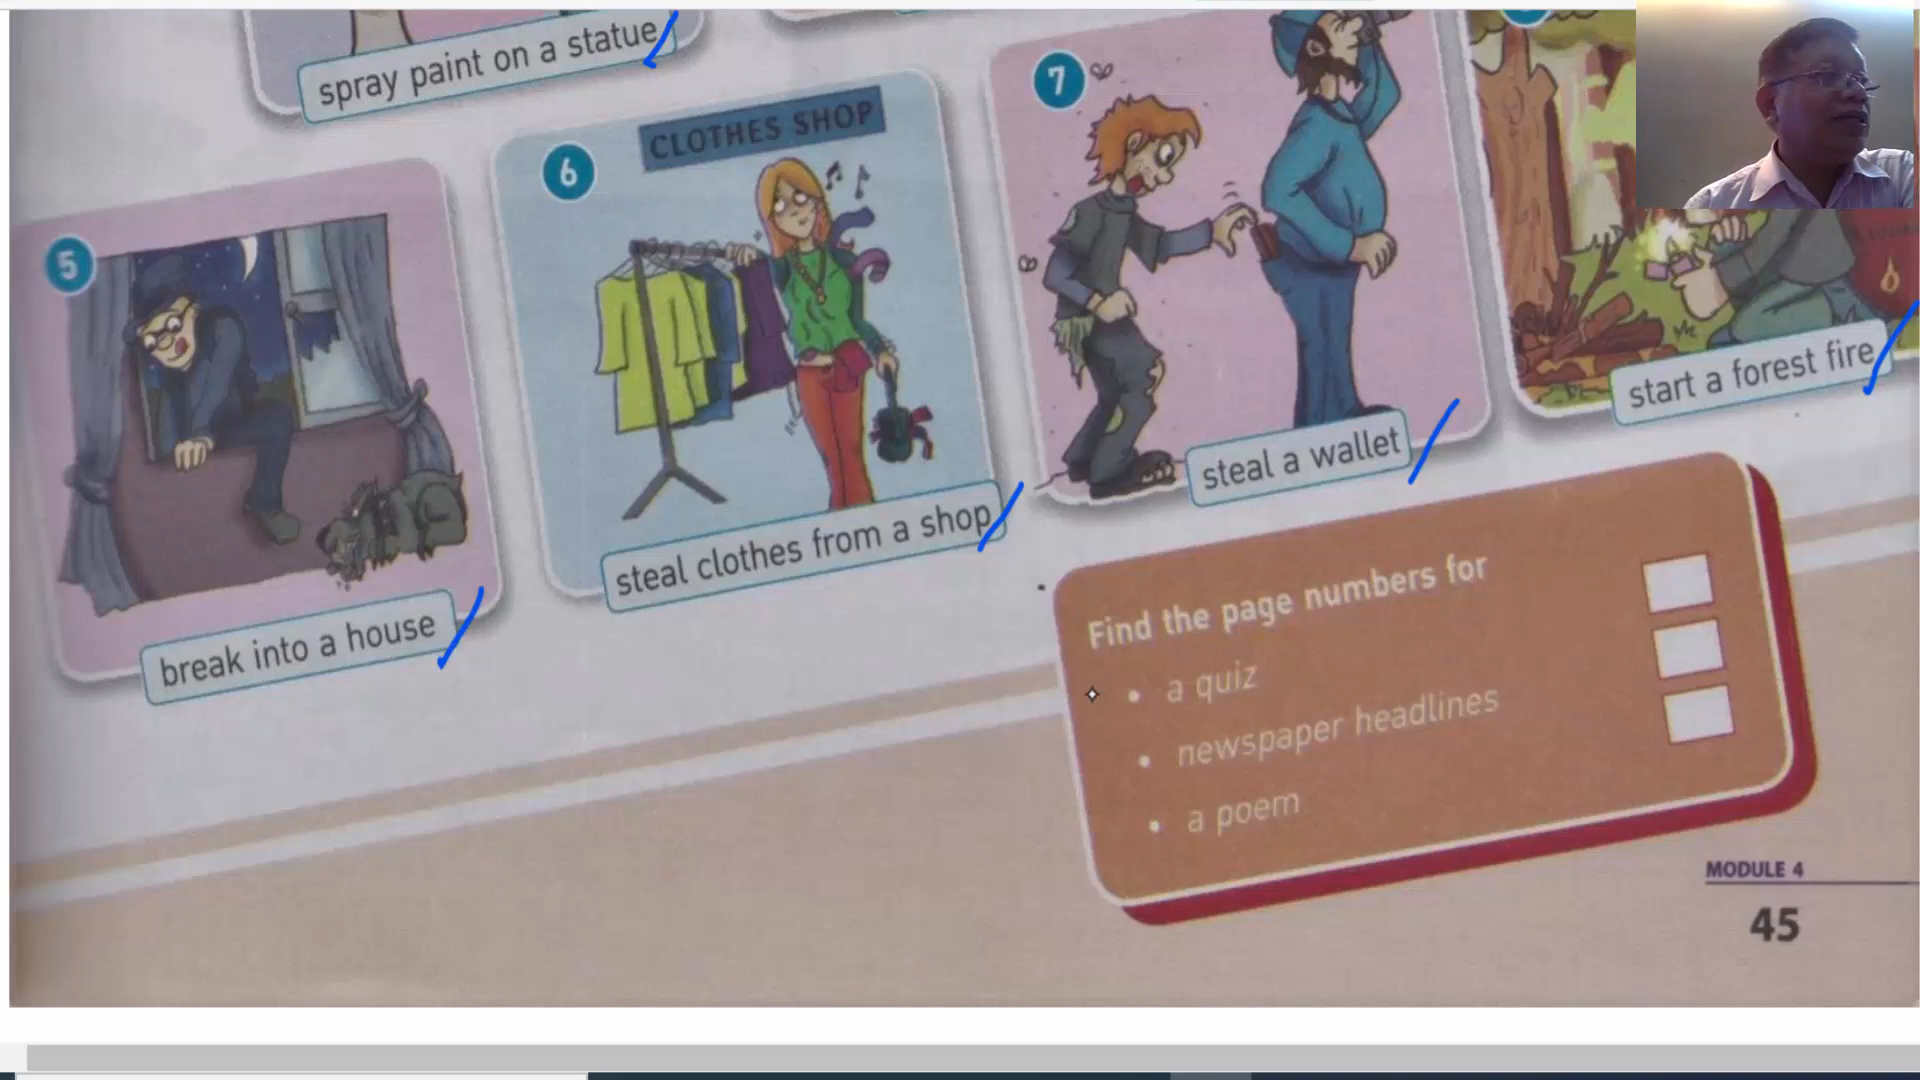 spray paint on a statue
5
break into a house
6
CLOTHES SHOP
steal clothes from a shop
7
steal a wallet
start a forest fire
Find the page numbers for
• a quiz
• newspaper headlines
• a poem
MODULE 4
45